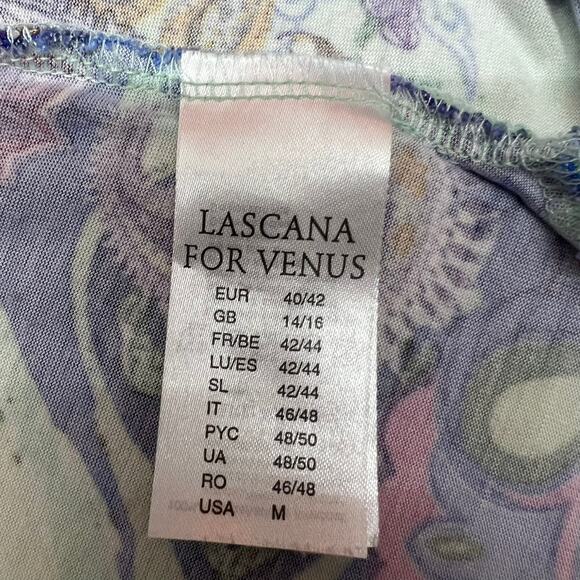 LASCANA
FOR VENUS
EUR 40/42
GB 14/16
FR/BE 42/44
LU/ES 42/44
SL 42/44
IT 46/48
PYC 48/50
UA 48/50
RO 46/48
USA M